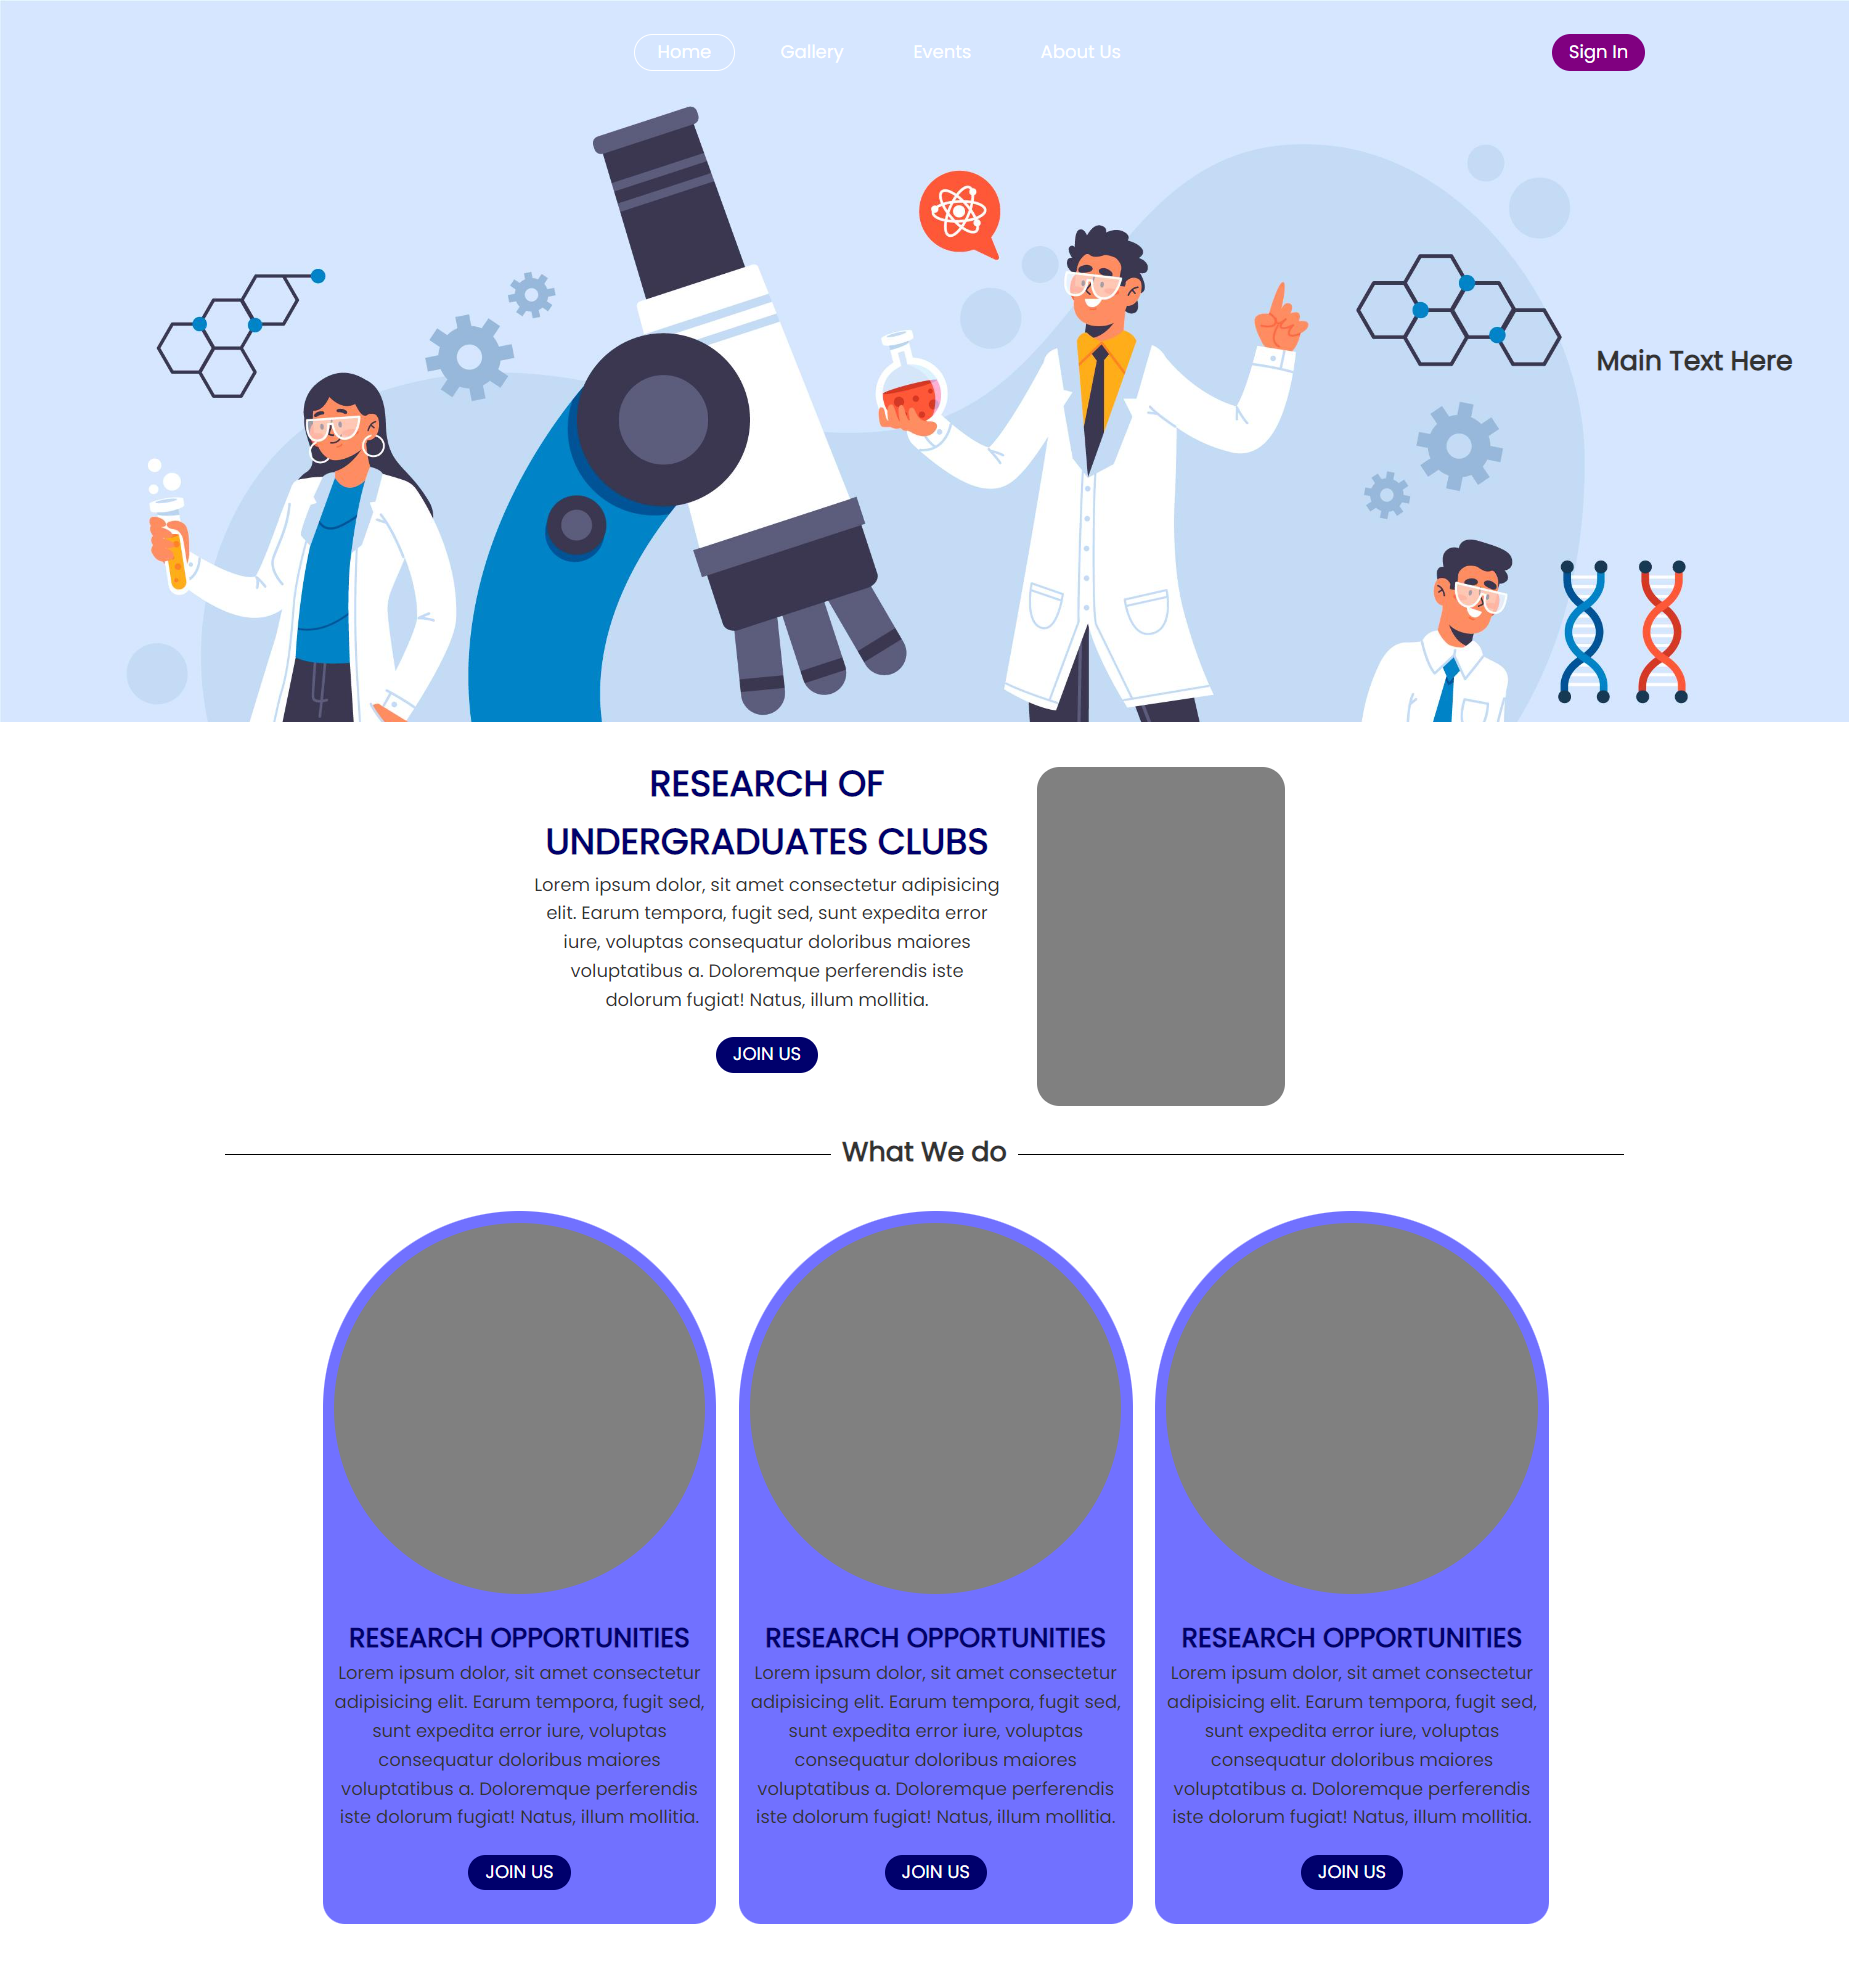 Home Gallery Events About Us Sign In
Main Text Here
RESEARCH OF
UNDERGRADUATES CLUBS
Lorem ipsum dolor, sit amet consectetur adipisicing
elit. Earum tempora, fugit sed, sunt expedita error
iure, voluptas consequatur doloribus maiores
voluptatibus a. Doloremque perferendis iste
dolorum fugiat! Natus, illum mollitia.
JOIN US
What We do
RESEARCH OPPORTUNITIES
Lorem ipsum dolor, sit amet consectetur
adipisicing elit. Earum tempora, fugit sed,
sunt expedita error iure, voluptas
consequatur doloribus maiores
voluptatibus a. Doloremque perferendis
iste dolorum fugiat! Natus, illum mollitia.
JOIN US
RESEARCH OPPORTUNITIES
Lorem ipsum dolor, sit amet consectetur
adipisicing elit. Earum tempora, fugit sed,
sunt expedita error iure, voluptas
consequatur doloribus maiores
voluptatibus a. Doloremque perferendis
iste dolorum fugiat! Natus, illum mollitia.
JOIN US
RESEARCH OPPORTUNITIES
Lorem ipsum dolor, sit amet consectetur
adipisicing elit. Earum tempora, fugit sed,
sunt expedita error iure, voluptas
consequatur doloribus maiores
voluptatibus a. Doloremque perferendis
iste dolorum fugiat! Natus, illum mollitia.
JOIN US